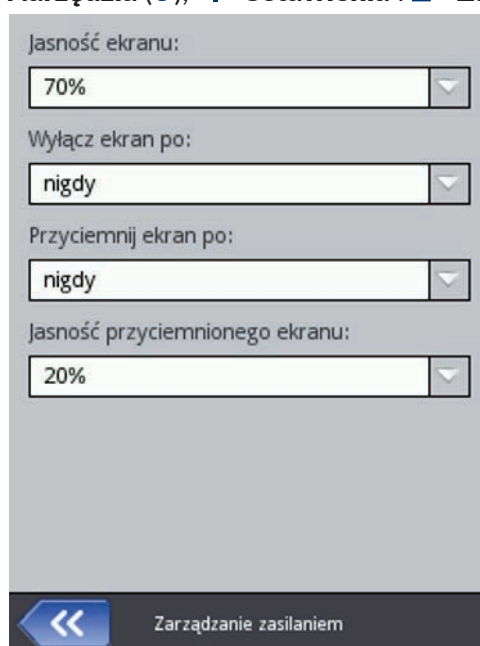 Jasność ekranu:
70%
Wyłącz ekran po:
nigdy
Przyciemnij ekran po:
nigdy
Jasność przyciemnionego ekranu:
20%
Zarządzanie zasilaniem